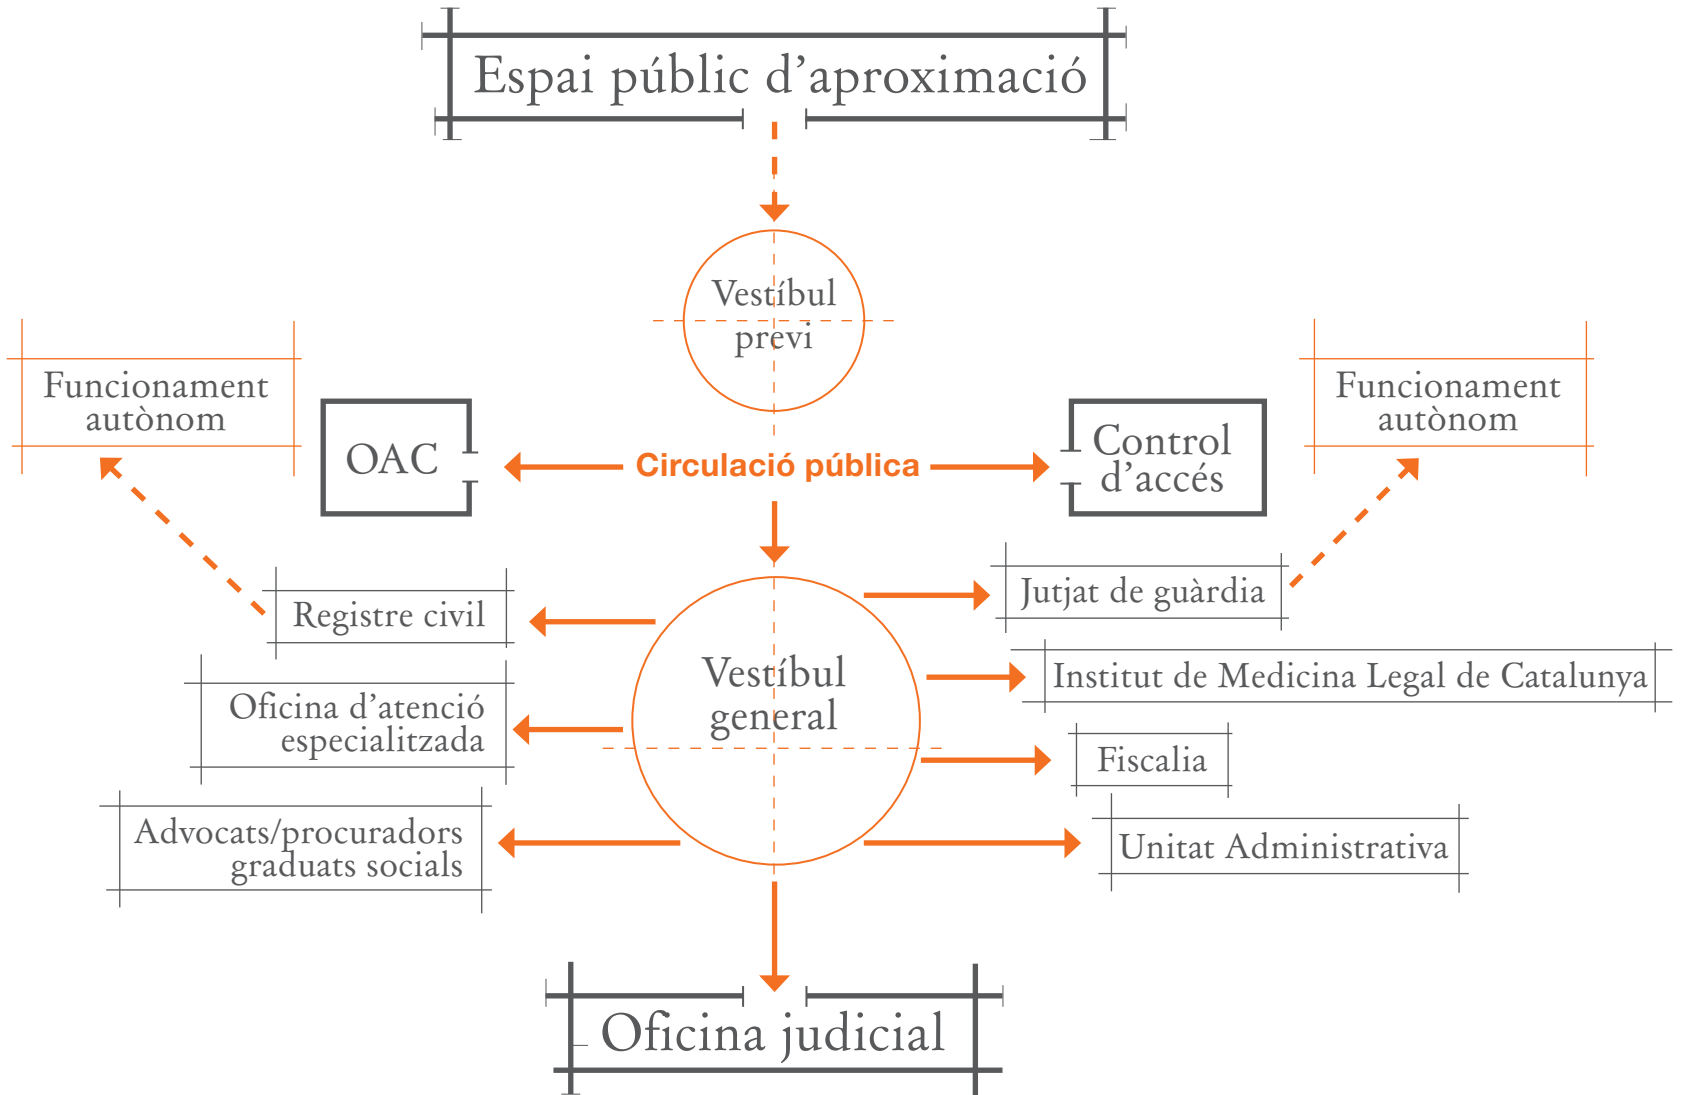 Espai públic d’aproximació
Vestíbul
previ
Funcionament
autònom
OAC
Circulació pública
Control
d’accés
Funcionament
autònom
Registre civil
Oficina d’atenció
especialitzada
Advocats/procuradors
graduats socials
Vestíbul
general
Jutjat de guàrdia
Institut de Medicina Legal de Catalunya
Fiscalia
Unitat Administrativa
Oficina judicial